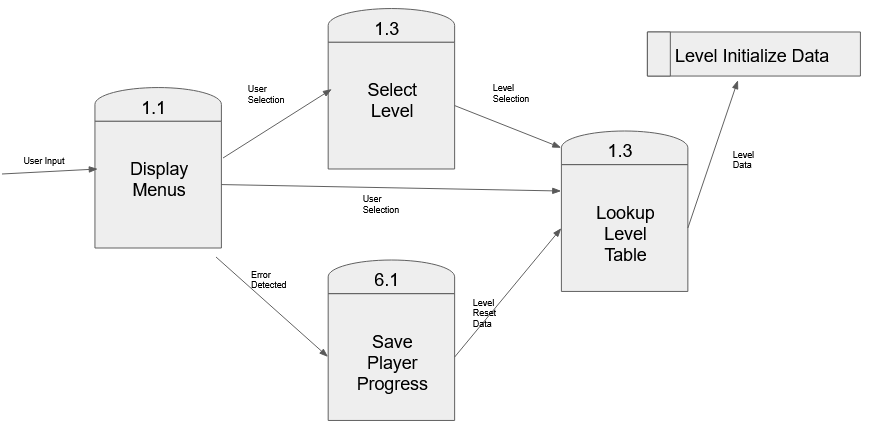 1.3
Level Initialize Data
Select
Level
User
Selection
Level
Selection
1.1
User Input
Display
Menus
1.3
Level
Data
User
Selection
Lookup
Level
Table
Error
Detected
6.1
Level
Reset
Data
Save
Player
Progress